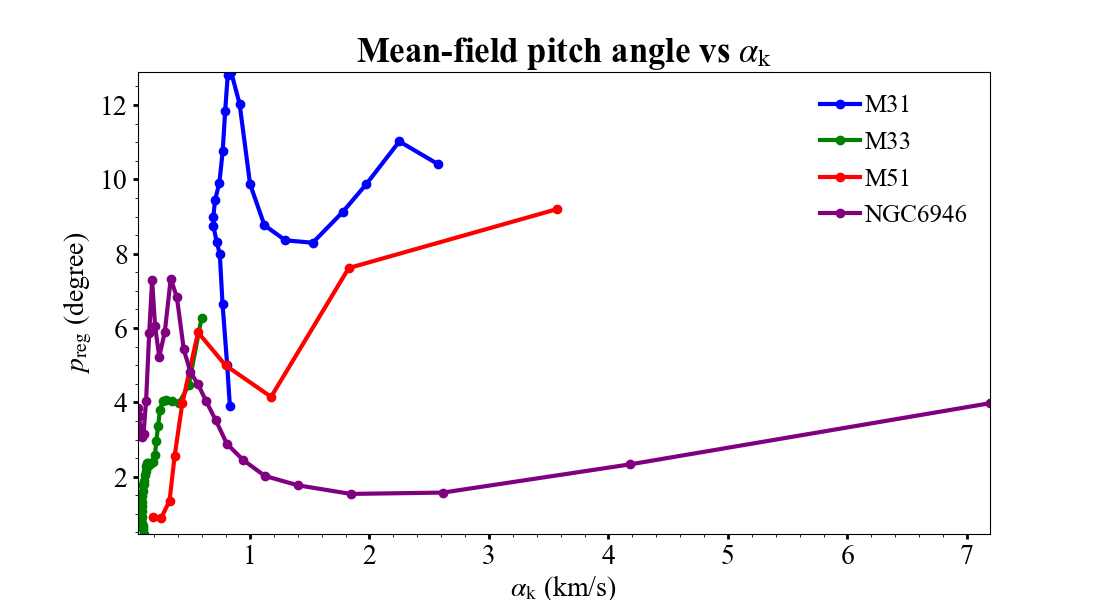 Mean-field pitch angle vs αk
12
10
8
6
4
2
p_reg (degree)
M31
M33
M51
NGC6946
1 2 3 4 5 6 7
αk (km/s)